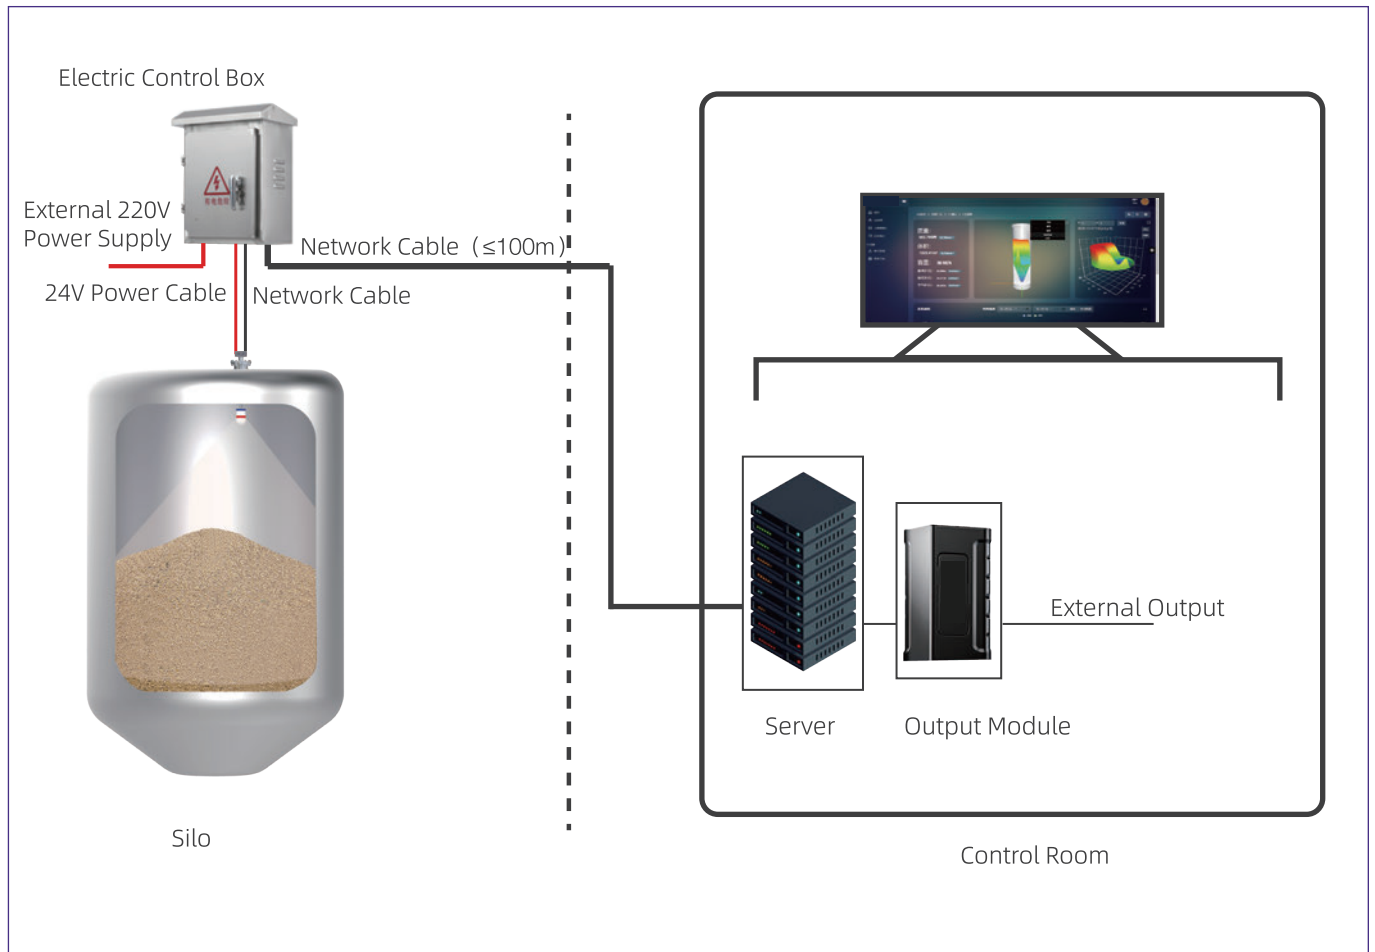 Electric Control Box
External 220V
Power Supply
Network Cable（≤100m）
24V Power Cable
Network Cable
External Output
Server
Output Module
Silo
Control Room